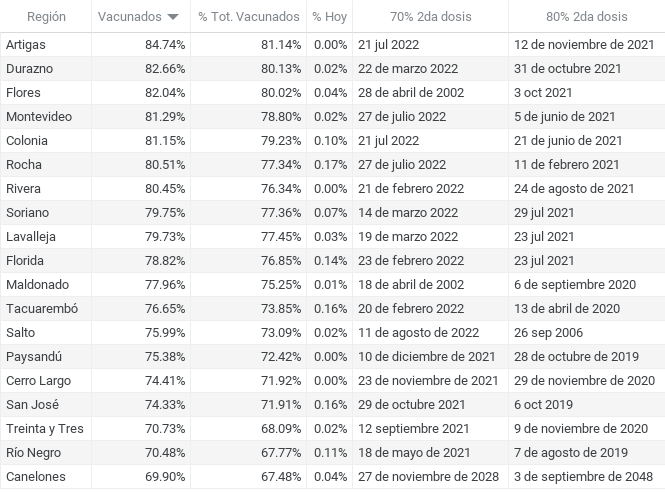 Región Vacunados % Tot. Vacunados % Hoy 70% 2da dosis 80% 2da dosis
Artigas 84.74% 81.14% 0.00% 21 jul 2022 12 de noviembre de 2021
Durazno 82.66% 80.13% 0.02% 22 de marzo 2022 31 de octubre 2021
Flores 82.04% 80.02% 0.04% 28 de abril de 2002 3 oct 2021
Montevideo 81.29% 78.80% 0.02% 27 de julio 2022 5 de junio de 2021
Colonia 81.15% 79.23% 0.10% 21 jul 2022 21 de junio de 2021
Rocha 80.51% 77.34% 0.17% 27 de julio 2022 11 de febrero 2021
Rivera 80.45% 76.34% 0.00% 21 de febrero 2022 24 de agosto de 2021
Soriano 79.75% 77.36% 0.07% 14 de marzo 2022 29 jul 2021
Lavalleja 79.73% 77.45% 0.03% 19 de marzo 2022 23 jul 2021
Florida 78.82% 76.85% 0.14% 23 de febrero 2022 23 jul 2021
Maldonado 77.96% 75.25% 0.01% 18 de abril de 2002 6 de septiembre 2020
Tacuarembó 76.65% 73.85% 0.16% 20 de febrero 2022 13 de abril de 2020
Salto 75.99% 73.09% 0.02% 11 de agosto de 2022 26 sep 2006
Paysandú 75.38% 72.42% 0.00% 10 de diciembre de 2021 28 de octubre de 2019
Cerro Largo 74.41% 71.92% 0.00% 23 de noviembre de 2021 29 de noviembre de 2020
San José 74.33% 71.91% 0.16% 29 de octubre 2021 6 oct 2019
Treinta y Tres 70.73% 68.09% 0.02% 12 septiembre 2021 9 de noviembre de 2020
Río Negro 70.48% 67.77% 0.11% 18 de mayo de 2021 7 de agosto de 2019
Canelones 69.90% 67.48% 0.04% 27 de noviembre de 2028 3 de septiembre de 2048